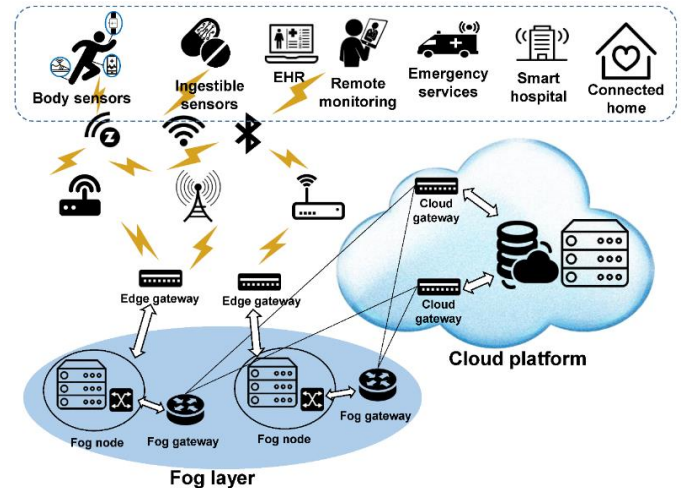 Body sensors
Ingestible
sensors
EHR
Remote
monitoring
Emergency
services
Smart
hospital
Connected
home
Z
Cloud
gateway
Edge gateway
Edge gateway
Cloud
gateway
Cloud platform
Fog node
Fog gateway
Fog node
Fog gateway
Fog layer